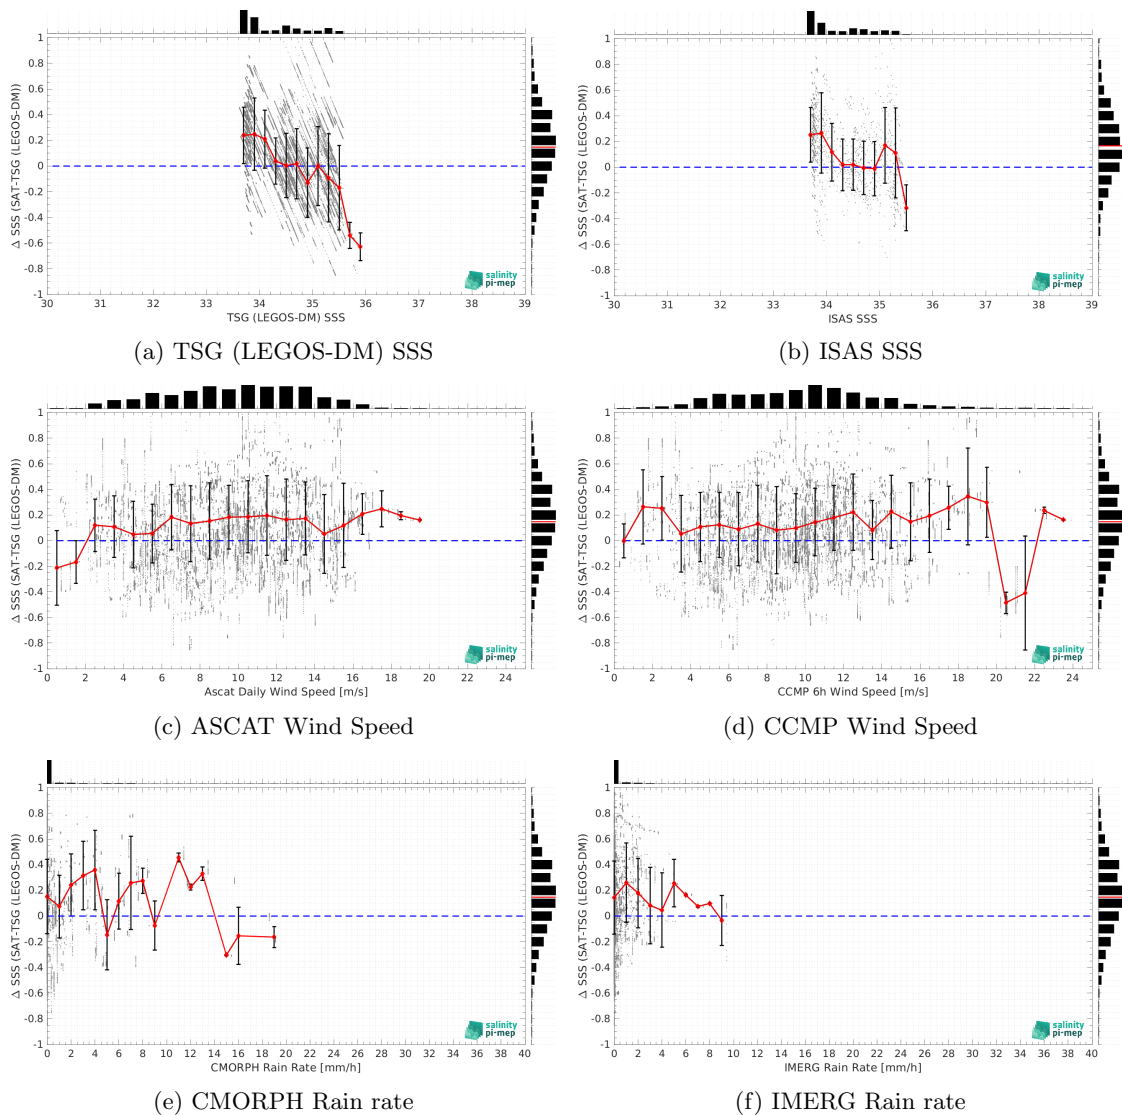 Δ SSS (SAT-TSG (LEGOS-DM))
1
0.8
0.6
0.4
0.2
0
-0.2
-0.4
-0.6
-0.8
-1
30 31 32 33 34 35 36 37 38 39
TSG (LEGOS-DM) SSS
salinity
pi-mep
(a) TSG (LEGOS-DM) SSS
Δ SSS (SAT-TSG (LEGOS-DM))
1
0.8
0.6
0.4
0.2
0
-0.2
-0.4
-0.6
-0.8
-1
30 31 32 33 34 35 36 37 38 39
ISAS SSS
salinity
pi-mep
(b) ISAS SSS
Δ SSS (SAT-TSG (LEGOS-DM))
1
0.8
0.6
0.4
0.2
0
-0.2
-0.4
-0.6
-0.8
-1
0 2 4 6 8 10 12 14 16 18 20 22 24
Ascat Daily Wind Speed [m/s]
salinity
pi-mep
(c) ASCAT Wind Speed
Δ SSS (SAT-TSG (LEGOS-DM))
1
0.8
0.6
0.4
0.2
0
-0.2
-0.4
-0.6
-0.8
-1
0 2 4 6 8 10 12 14 16 18 20 22 24
CCMP 6h Wind Speed [m/s]
salinity
pi-mep
(d) CCMP Wind Speed
Δ SSS (SAT-TSG (LEGOS-DM))
1
0.8
0.6
0.4
0.2
0
-0.2
-0.4
-0.6
-0.8
-1
0 2 4 6 8 10 12 14 16 18 20 22 24 26 28 30 32 34 36 38 40
CMORPH Rain Rate [mm/h]
salinity
pi-mep
(e) CMORPH Rain rate
Δ SSS (SAT-TSG (LEGOS-DM))
1
0.8
0.6
0.4
0.2
0
-0.2
-0.4
-0.6
-0.8
-1
0 2 4 6 8 10 12 14 16 18 20 22 24 26 28 30 32 34 36 38 40
IMERG Rain Rate [mm/h]
salinity
pi-mep
(f) IMERG Rain rate